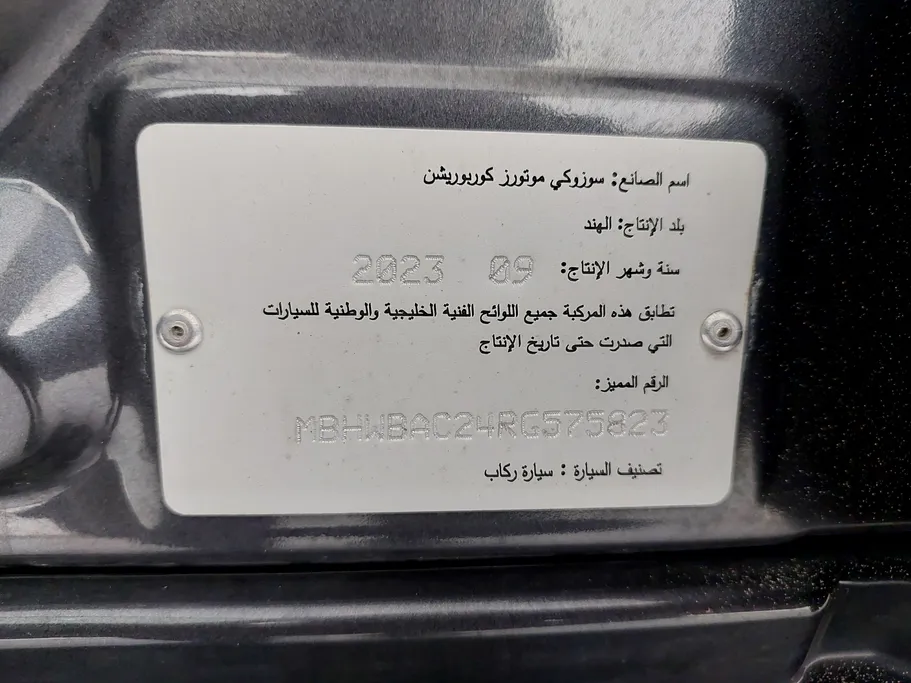 اسم الصانع: سوزوكي موتورز كوربوريشن
بلد الإنتاج: الهند
سنة وشهر الإنتاج: 09 2023
تطابق هذه المركبة جميع اللوائح الفنية الخليجية والوطنية للسيارات
التي صدرت حتى تاريخ الإنتاج
الرقم المميز:
MBHWBAC24RG575823
تصنيف السيارة : سيارة ركاب